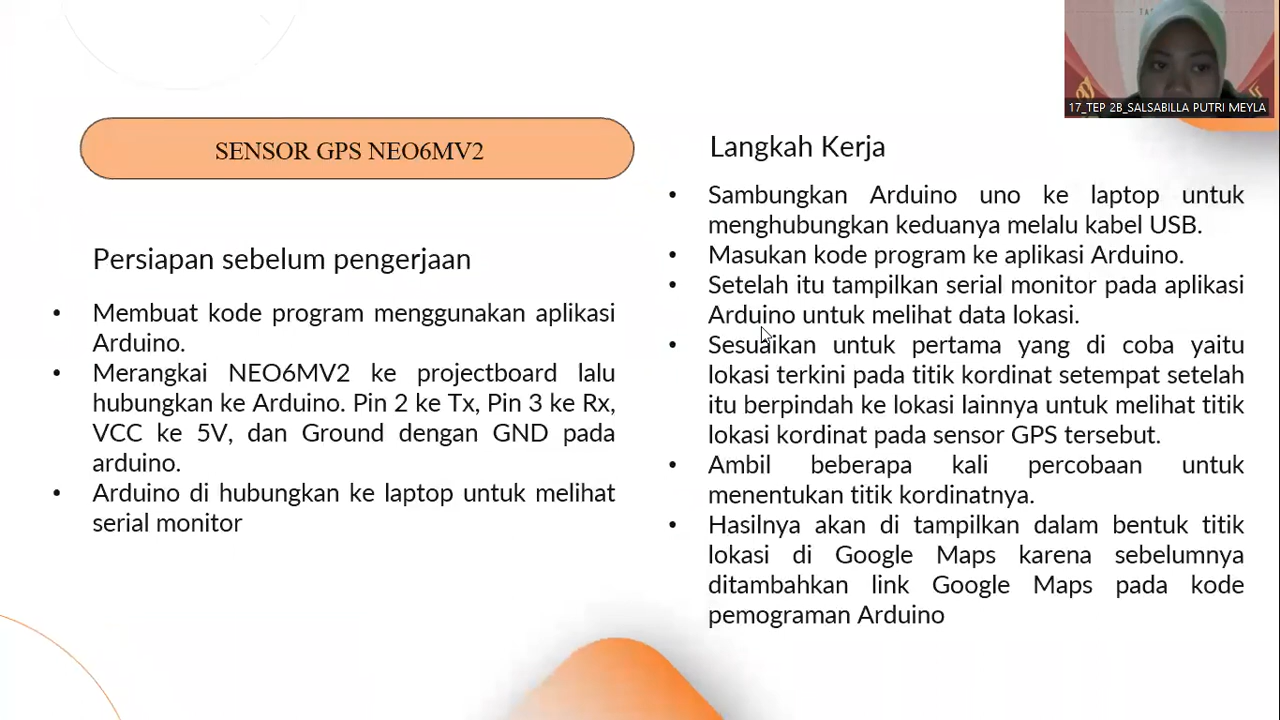 SENSOR GPS NEO6MV2
Persiapan sebelum pengerjaan
• Membuat kode program menggunakan aplikasi
Arduino.
• Merangkai NEO6MV2 ke projectboard lalu
hubungkan ke Arduino. Pin 2 ke Tx, Pin 3 ke Rx,
VCC ke 5V, dan Ground dengan GND pada
arduino.
• Arduino di hubungkan ke laptop untuk melihat
serial monitor
Langkah Kerja
• Sambungkan Arduino uno ke laptop untuk
menghubungkan keduanya melalu kabel USB.
• Masukan kode program ke aplikasi Arduino.
• Setelah itu tampilkan serial monitor pada aplikasi
Arduino untuk melihat data lokasi.
• Sesuaikan untuk pertama yang di coba yaitu
lokasi terkini pada titik kordinat setempat setelah
itu berpindah ke lokasi lainnya untuk melihat titik
lokasi kordinat pada sensor GPS tersebut.
• Ambil beberapa kali percobaan untuk
menentukan titik kordinatnya.
• Hasilnya akan di tampilkan dalam bentuk titik
lokasi di Google Maps karena sebelumnya
ditambahkan link Google Maps pada kode
pemograman Arduino
17_TEP 2B_SALSABILLA PUTRI MEYLA